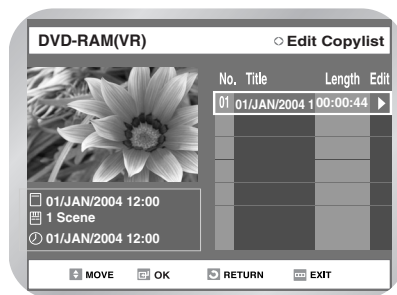 DVD-RAM(VR) Edit Copylist
No. Title Length Edit
01 01/JAN/2004 1 00:00:44
01/JAN/2004 12:00
1 Scene
01/JAN/2004 12:00
MOVE OK RETURN EXIT